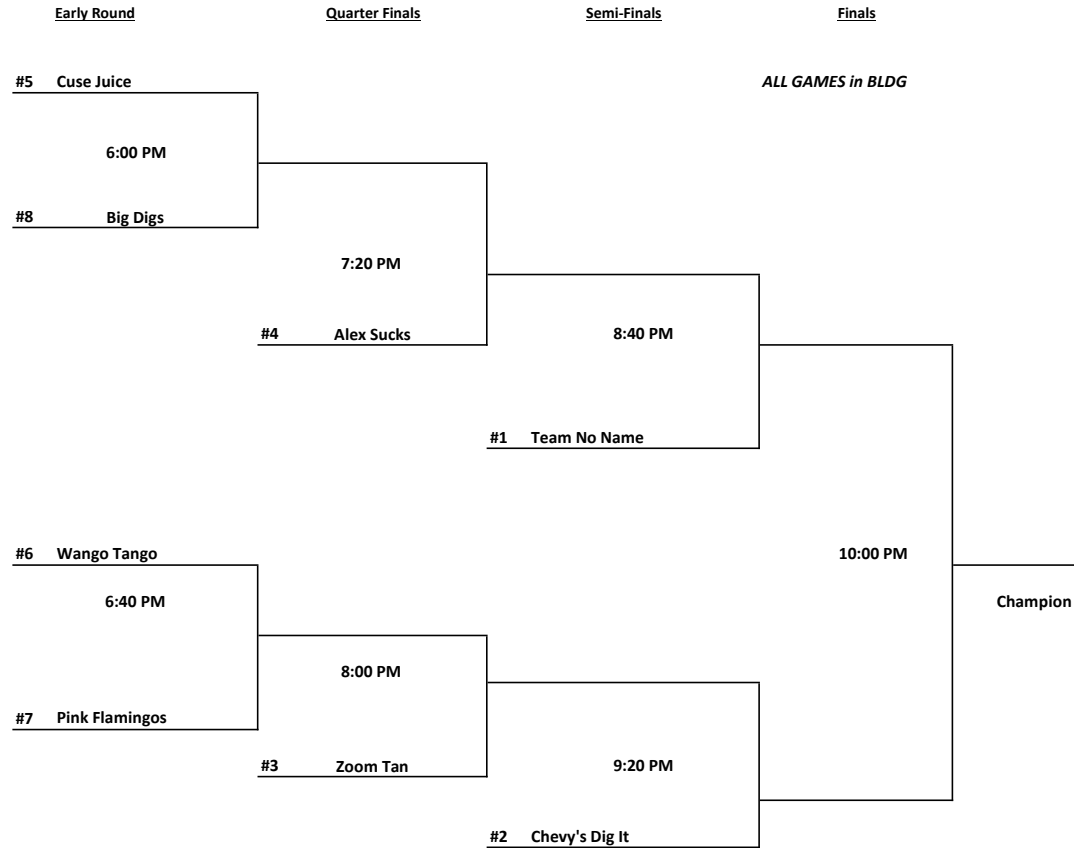 Early Round Quarter Finals Semi-Finals Finals
#5 Cuse Juice ALL GAMES in BLDG
6:00 PM
#8 Big Digs
7:20 PM
#4 Alex Sucks 8:40 PM
#1 Team No Name
#6 Wango Tango 10:00 PM
6:40 PM Champion
8:00 PM
#7 Pink Flamingos
#3 Zoom Tan 9:20 PM
#2 Chevy's Dig It